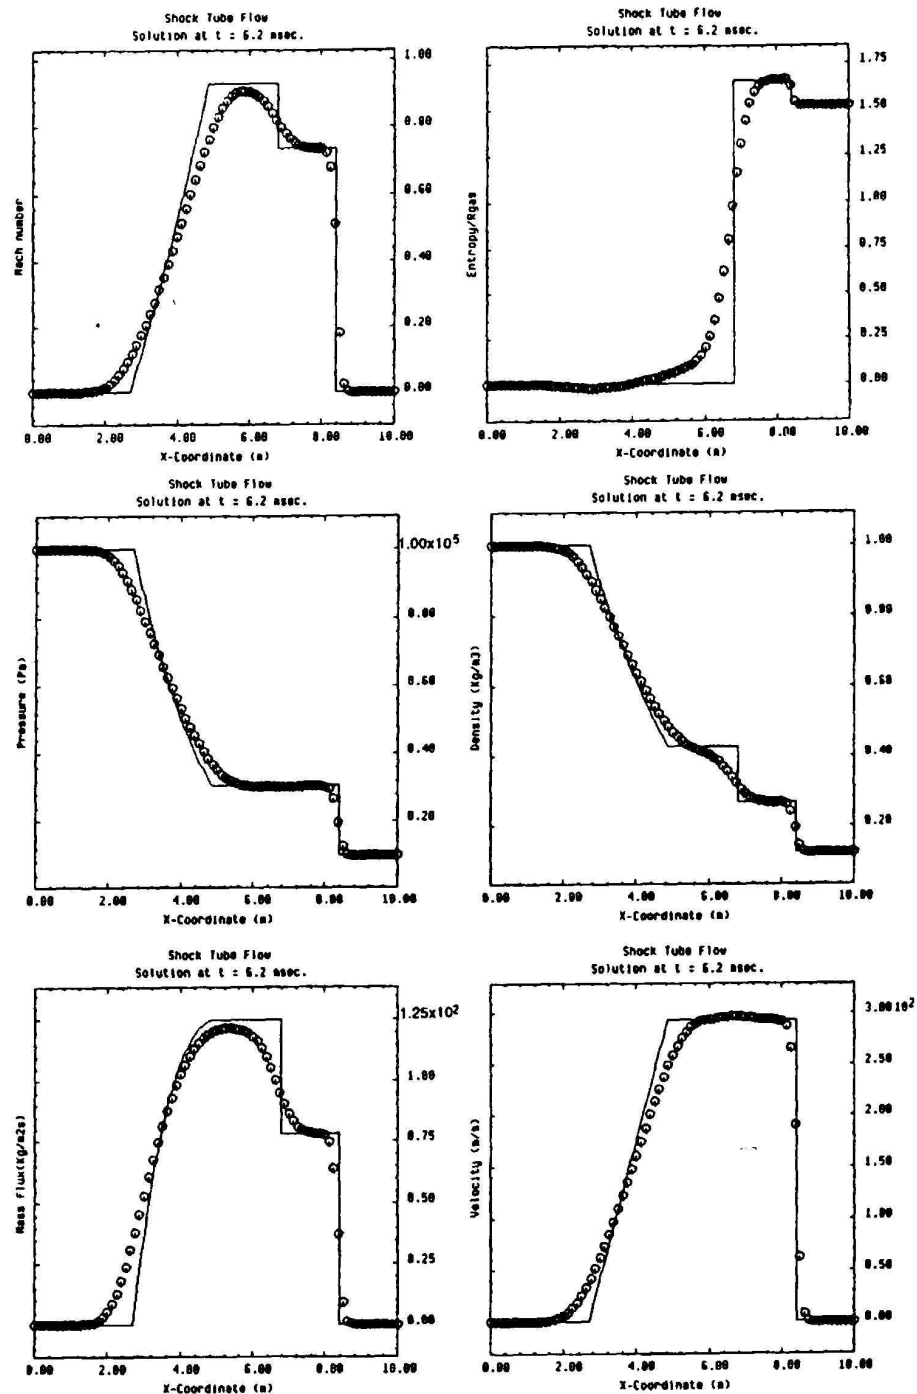 Shock Tube Flow
Solution at t = 6.2 msec.
1.00
0.80
0.60
0.40
0.20
0.00
Mach number
0.00 2.00 4.00 6.00 8.00 10.00
X-Coordinate (m)
Shock Tube Flow
Solution at t = 6.2 msec.
1.75
1.50
1.25
1.00
0.75
0.50
0.25
0.00
Entropy/Rgas
0.00 2.00 4.00 6.00 8.00 10.00
X-Coordinate (m)
Shock Tube Flow
Solution at t = 6.2 msec.
1.00x10^5
0.80
0.60
0.40
0.20
Pressure (Pa)
0.00 2.00 4.00 6.00 8.00 10.00
X-Coordinate (m)
Shock Tube Flow
Solution at t = 6.2 msec.
1.00
0.80
0.60
0.40
0.20
Density (Kg/m3)
0.00 2.00 4.00 6.00 8.00 10.00
X-Coordinate (m)
Shock Tube Flow
Solution at t = 6.2 msec.
1.25x10^2
1.00
0.75
0.50
0.25
0.00
Mass flux(Kg/m2s)
0.00 2.00 4.00 6.00 8.00 10.00
X-Coordinate (m)
Shock Tube Flow
Solution at t = 6.2 msec.
3.0010^2
2.50
2.00
1.50
1.00
0.50
0.00
Velocity (m/s)
0.00 2.00 4.00 6.00 8.00 10.00
X-Coordinate (m)